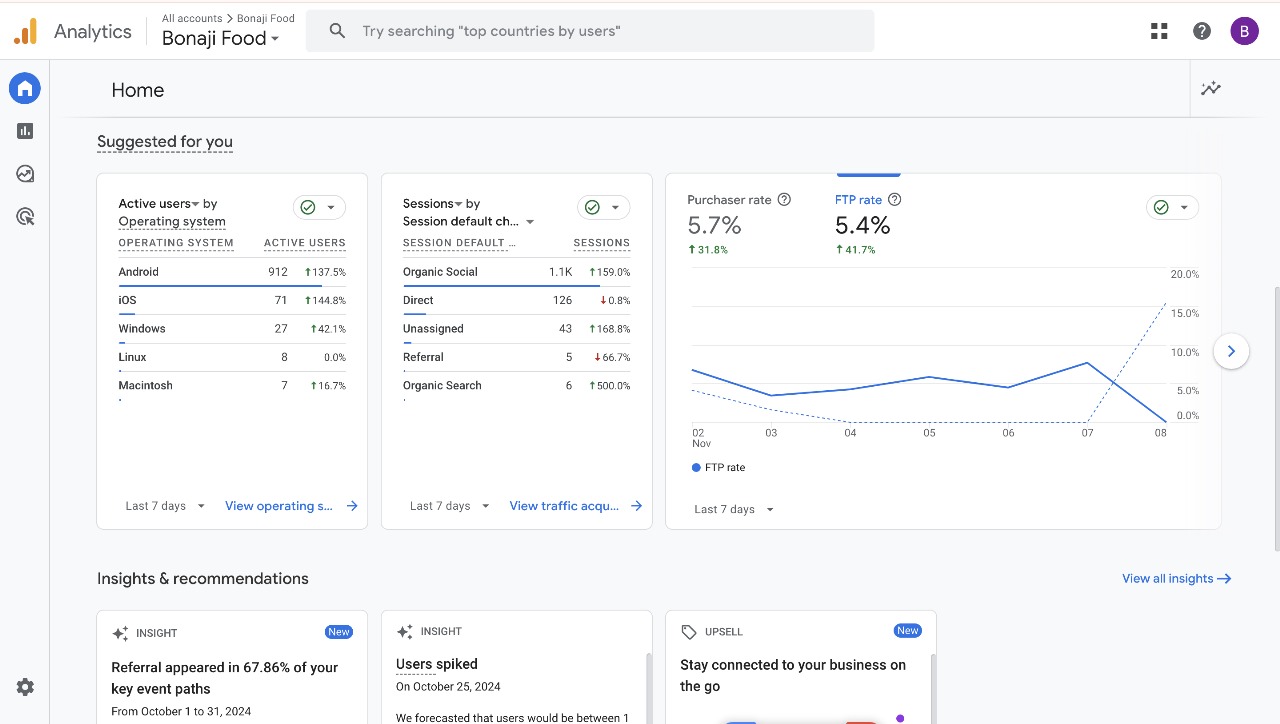 Analytics
All accounts > Bonaji Food
Bonaji Food
Try searching "top countries by users"
B
Home
Suggested for you
Active users by
Operating system
OPERATING SYSTEM ACTIVE USERS
Android 912 ↑137.5%
iOS 71 ↑144.8%
Windows 27 ↑42.1%
Linux 8 0.0%
Macintosh 7 ↑16.7%
Last 7 days View operating s... →
Sessions by
Session default ch...
SESSION DEFAULT ... SESSIONS
Organic Social 1.1K ↑159.0%
Direct 126 ↓0.8%
Unassigned 43 ↑168.8%
Referral 5 ↓66.7%
Organic Search 6 ↑500.0%
Last 7 days View traffic acqu... →
Purchaser rate FTP rate
5.7% 5.4%
↑31.8% ↑41.7%
20.0%
15.0%
10.0%
5.0%
0.0%
02 03 04 05 06 07 08
Nov
FTP rate
Last 7 days
Insights & recommendations View all insights →
INSIGHT New
Referral appeared in 67.86% of your
key event paths
From October 1 to 31, 2024
INSIGHT
Users spiked
On October 25, 2024
We forecasted that users would be between 1
UPSELL New
Stay connected to your business on
the go